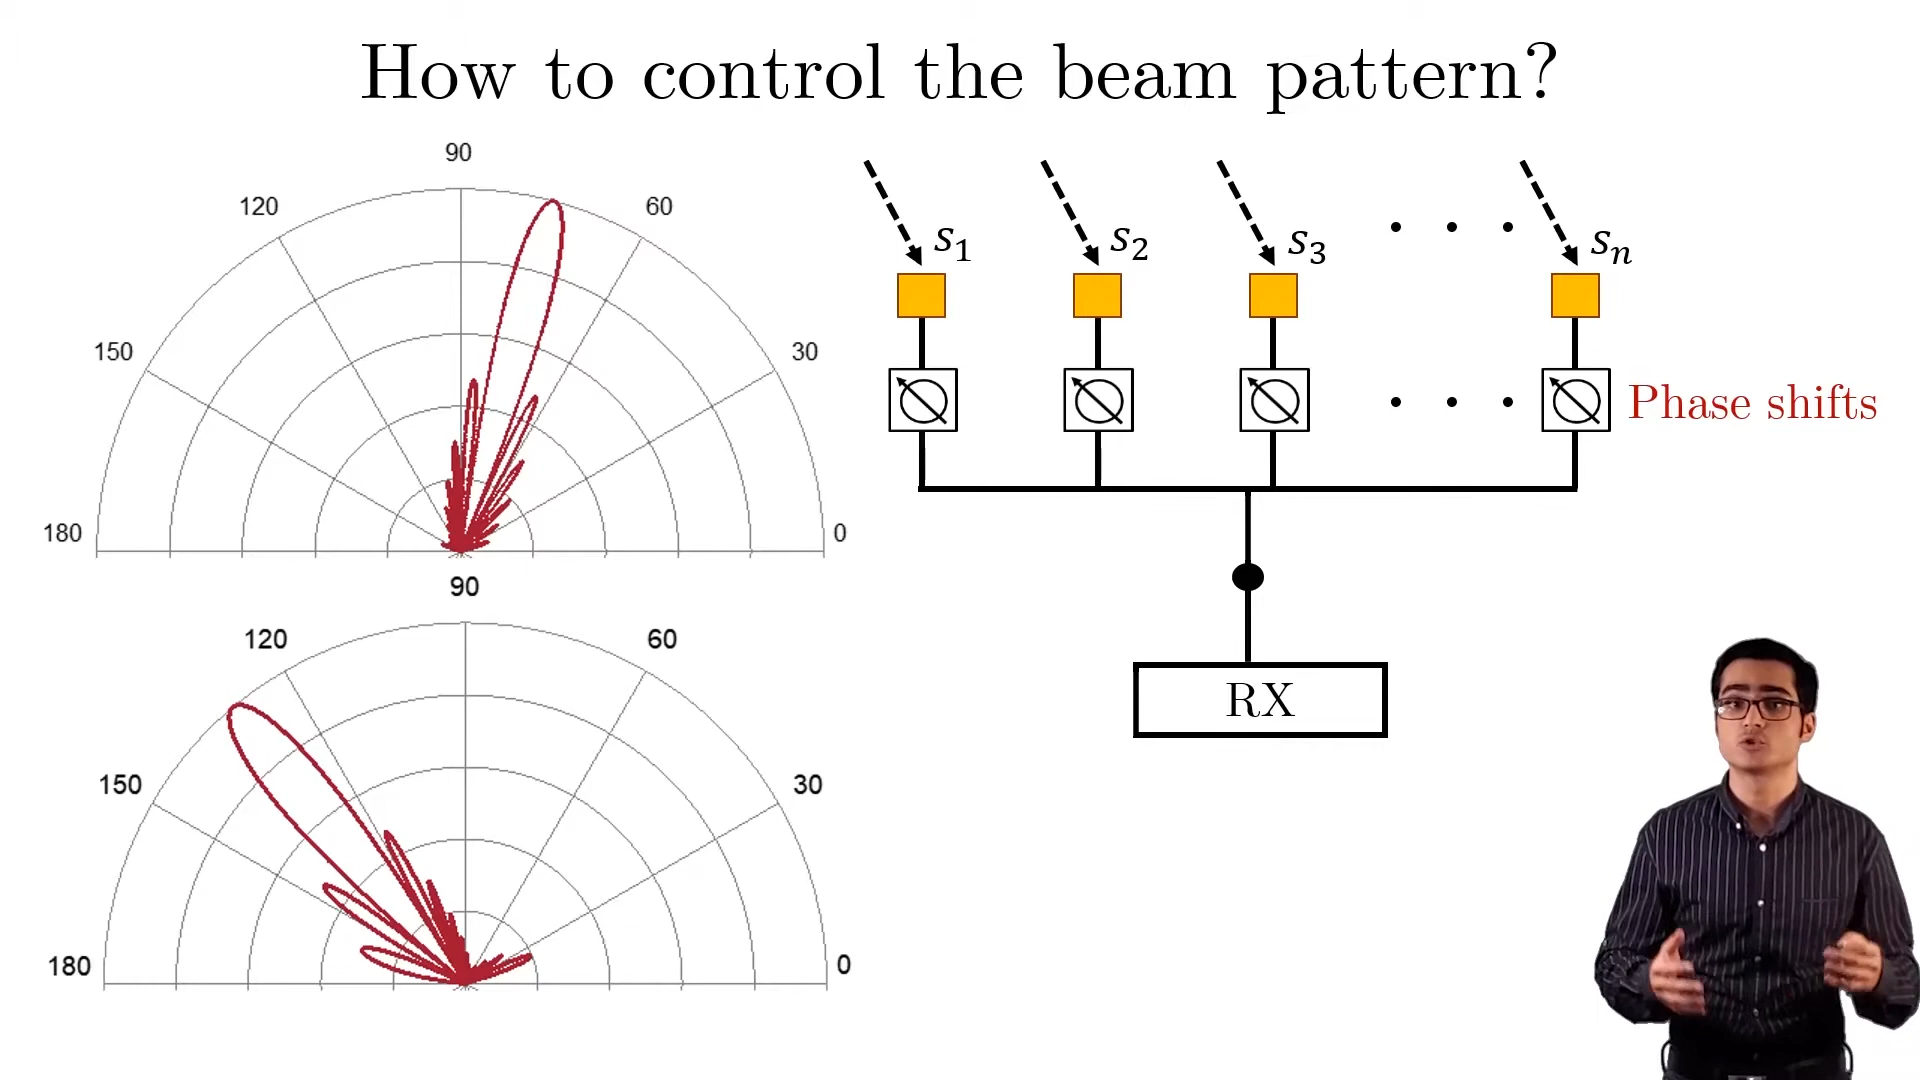 How to control the beam pattern?
90
120
60
150
30
180
0
90
120
60
150
30
180
0
s₁
s₂
s₃
• • •
sₙ
• • •
Phase shifts
RX